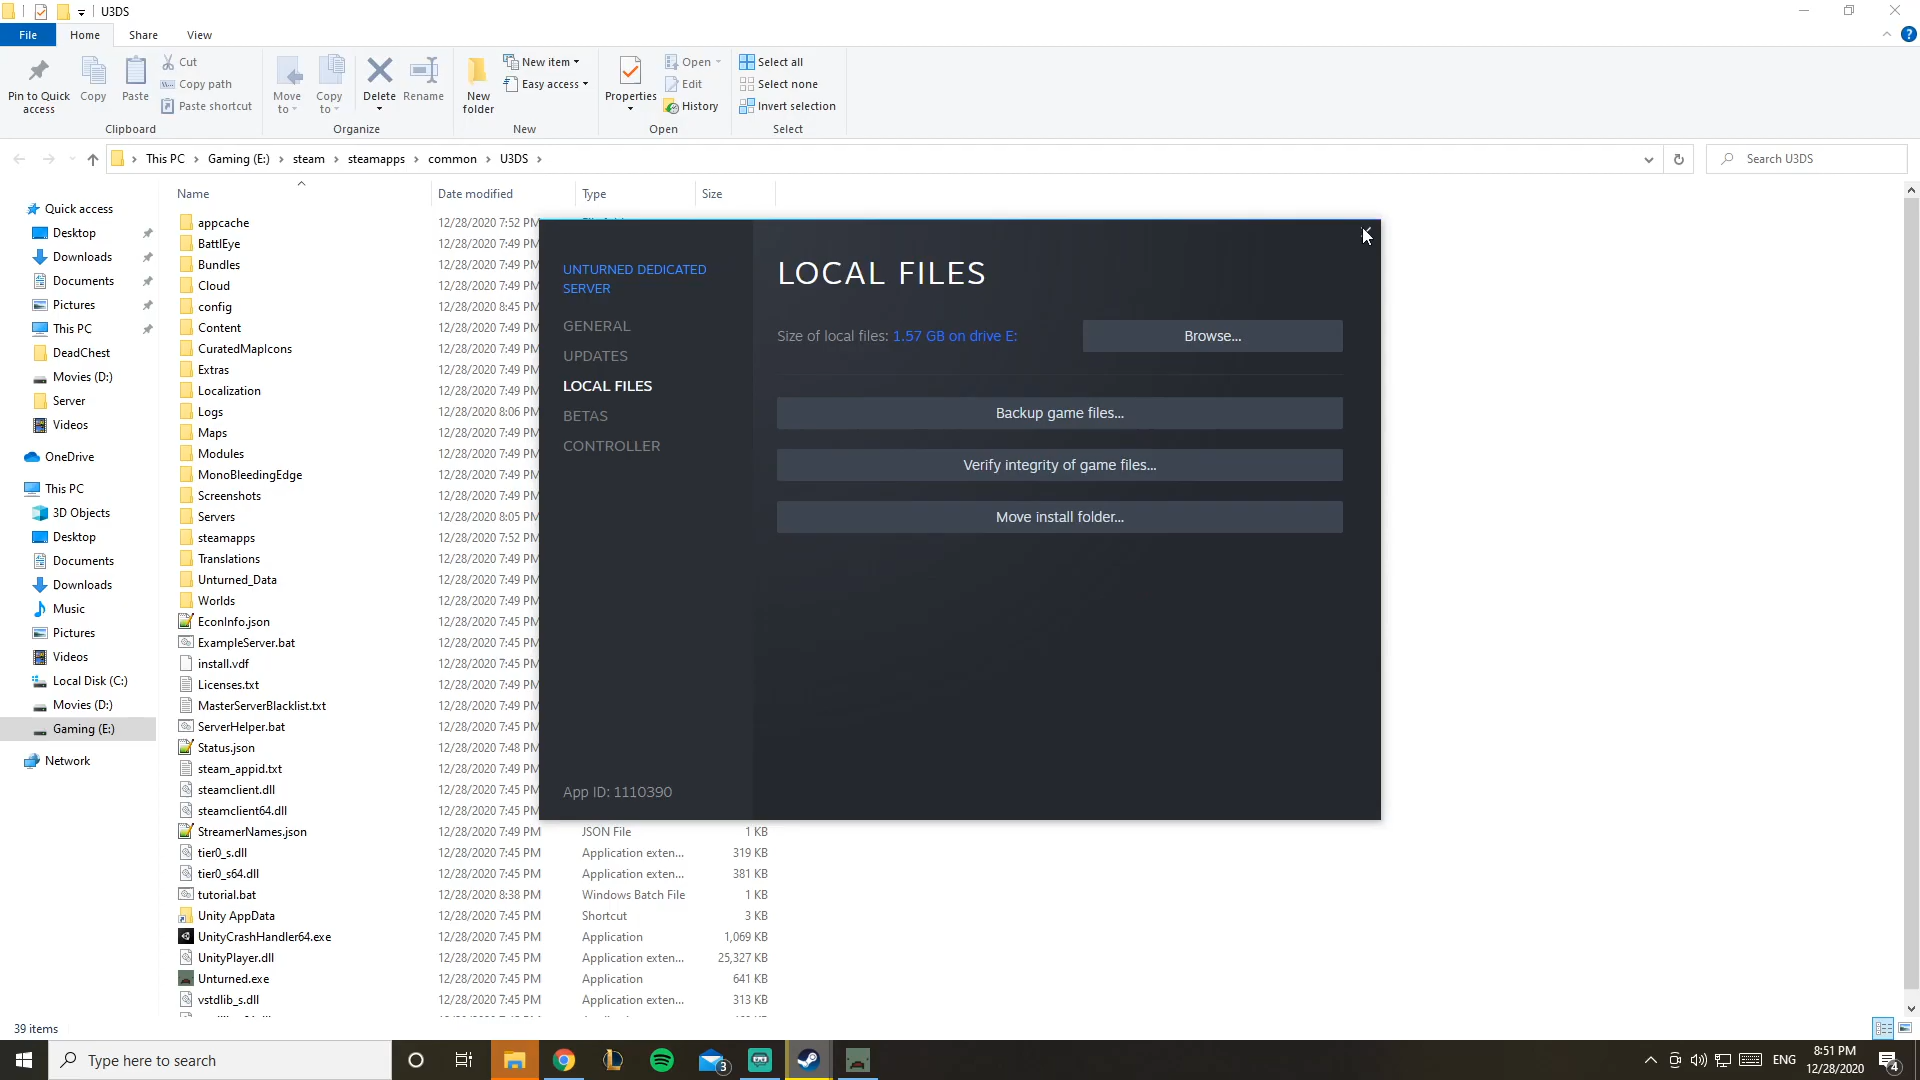 U3DS
File
Home
Share
View
Pin to Quick access
Copy
Paste
Cut
Copy path
Paste shortcut
Clipboard
Move to
Copy to
Delete
Rename
Organize
New folder
New item
Easy access
New
Properties
Open
Edit
History
Open
Select all
Select none
Invert selection
Select
This PC > Gaming (E:) > steam > steamapps > common > U3DS >
Search U3DS
Name
Date modified
Type
Size
Quick access
Desktop
Downloads
Documents
Pictures
This PC
DeadChest
Movies (D:)
Server
Videos
OneDrive
This PC
3D Objects
Desktop
Documents
Downloads
Music
Pictures
Videos
Local Disk (C:)
Movies (D:)
Gaming (E:)
Network
appcache 12/28/2020 7:52 PM
BattlEye 12/28/2020 7:49 PM
Bundles 12/28/2020 7:49 PM
Cloud 12/28/2020 7:49 PM
config 12/28/2020 8:45 PM
Content 12/28/2020 7:49 PM
CuratedMapIcons 12/28/2020 7:49 PM
Extras 12/28/2020 7:49 PM
Localization 12/28/2020 7:49 PM
Logs 12/28/2020 8:06 PM
Maps 12/28/2020 7:49 PM
Modules 12/28/2020 7:49 PM
MonoBleedingEdge 12/28/2020 7:49 PM
Screenshots 12/28/2020 7:49 PM
Servers 12/28/2020 8:05 PM
steamapps 12/28/2020 7:52 PM
Translations 12/28/2020 7:49 PM
Unturned_Data 12/28/2020 7:49 PM
Worlds 12/28/2020 7:49 PM
EconInfo.json 12/28/2020 7:45 PM
ExampleServer.bat 12/28/2020 7:45 PM
install.vdf 12/28/2020 7:45 PM
Licenses.txt 12/28/2020 7:49 PM
MasterServerBlacklist.txt 12/28/2020 7:49 PM
ServerHelper.bat 12/28/2020 7:45 PM
Status.json 12/28/2020 7:48 PM
steam_appid.txt 12/28/2020 7:49 PM
steamclient.dll 12/28/2020 7:45 PM
steamclient64.dll 12/28/2020 7:45 PM
StreamerNames.json 12/28/2020 7:49 PM JSON File 1 KB
tier0_s.dll 12/28/2020 7:45 PM Application exten... 319 KB
tier0_s64.dll 12/28/2020 7:45 PM Application exten... 381 KB
tutorial.bat 12/28/2020 8:38 PM Windows Batch File 1 KB
Unity AppData 12/28/2020 7:45 PM Shortcut 3 KB
UnityCrashHandler64.exe 12/28/2020 7:45 PM Application 1,069 KB
UnityPlayer.dll 12/28/2020 7:45 PM Application exten... 25,327 KB
Unturned.exe 12/28/2020 7:45 PM Application 641 KB
vstdlib_s.dll 12/28/2020 7:45 PM Application exten... 313 KB
UNTURNED DEDICATED
SERVER
GENERAL
UPDATES
LOCAL FILES
BETAS
CONTROLLER
App ID: 1110390
LOCAL FILES
Size of local files: 1.57 GB on drive E:
Browse...
Backup game files...
Verify integrity of game files...
Move install folder...
39 items
Type here to search
3
ENG
8:51 PM
12/28/2020
4